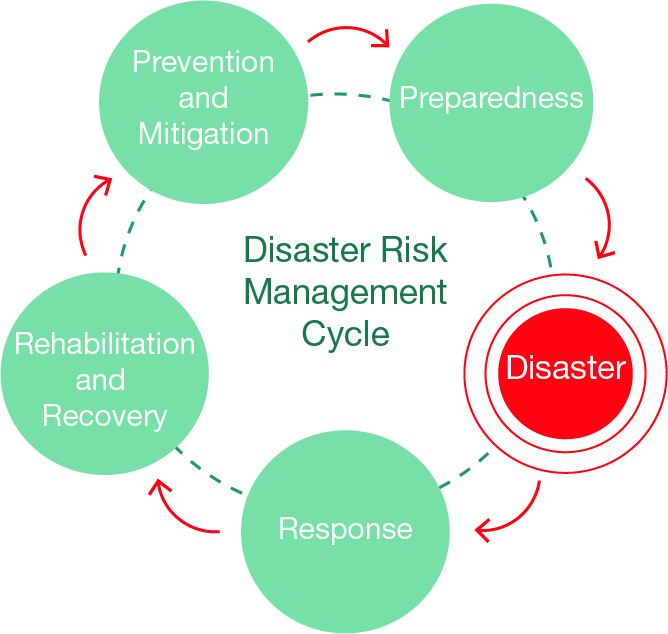 Prevention
and
Mitigation
Preparedness
Disaster Risk
Management
Cycle
Disaster
Rehabilitation
and
Recovery
Response